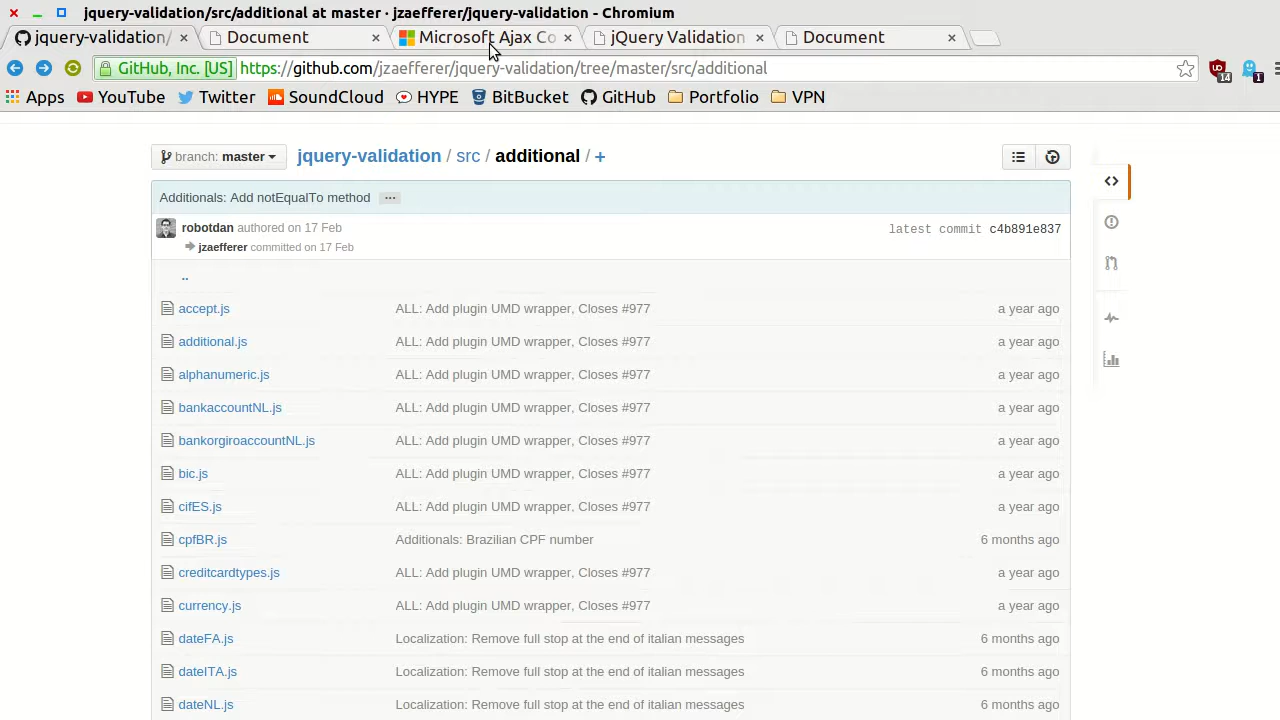 jquery-validation/src/additional at master · jzaefferer/jquery-validation - Chromium
jquery-validation/
Document
Microsoft Ajax Co
jQuery Validation
Document
GitHub, Inc. [US]
https://github.com/jzaefferer/jquery-validation/tree/master/src/additional
14
1
Apps
YouTube
Twitter
SoundCloud
HYPE
BitBucket
GitHub
Portfolio
VPN
branch: master
jquery-validation / src / additional / +
Additionals: Add notEqualTo method ...
robotdan authored on 17 Feb
latest commit c4b891e837
jzaefferer committed on 17 Feb
..
accept.js ALL: Add plugin UMD wrapper, Closes #977 a year ago
additional.js ALL: Add plugin UMD wrapper, Closes #977 a year ago
alphanumeric.js ALL: Add plugin UMD wrapper, Closes #977 a year ago
bankaccountNL.js ALL: Add plugin UMD wrapper, Closes #977 a year ago
bankorgiroaccountNL.js ALL: Add plugin UMD wrapper, Closes #977 a year ago
bic.js ALL: Add plugin UMD wrapper, Closes #977 a year ago
cifES.js ALL: Add plugin UMD wrapper, Closes #977 a year ago
cpfBR.js Additionals: Brazilian CPF number 6 months ago
creditcardtypes.js ALL: Add plugin UMD wrapper, Closes #977 a year ago
currency.js ALL: Add plugin UMD wrapper, Closes #977 a year ago
dateFA.js Localization: Remove full stop at the end of italian messages 6 months ago
dateITA.js Localization: Remove full stop at the end of italian messages 6 months ago
dateNL.js Localization: Remove full stop at the end of italian messages 6 months ago